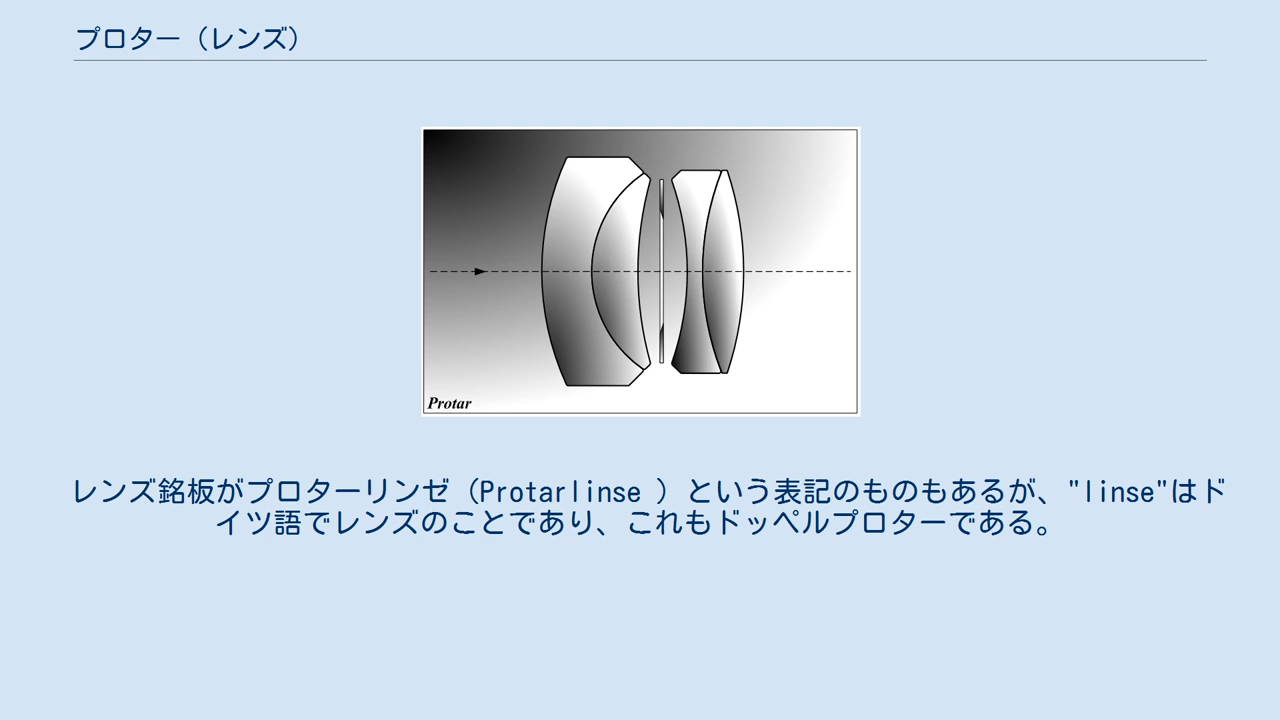 プロター（レンズ）
Protar
レンズ銘板がプロターリンゼ（Protarlinse ）という表記のものもあるが、"linse"はド
イツ語でレンズのことであり、これもドッペルプロターである。